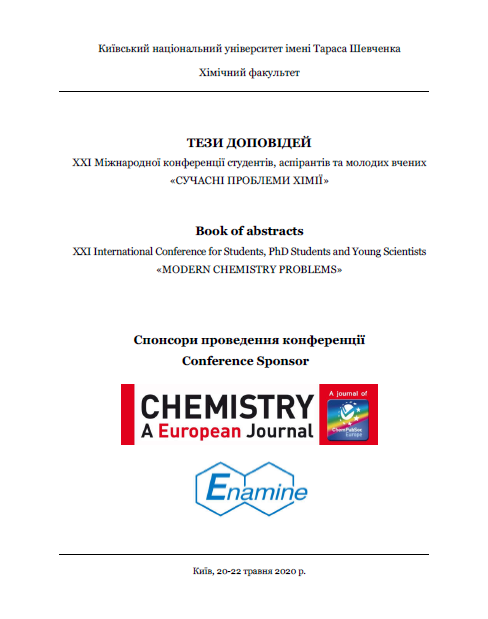 Київський національний університет імені Тараса Шевченка
Хімічний факультет
ТЕЗИ ДОПОВІДЕЙ
XXI Міжнародної конференції студентів, аспірантів та молодих вчених
«СУЧАСНІ ПРОБЛЕМИ ХІМІЇ»
Book of abstracts
XXI International Conference for Students, PhD Students and Young Scientists
«MODERN CHEMISTRY PROBLEMS»
Спонсори проведення конференції
Conference Sponsor
CHEMISTRY
A European Journal
A journal of
ChemPubSoc
Europe
Enamine
Київ, 20-22 травня 2020 р.